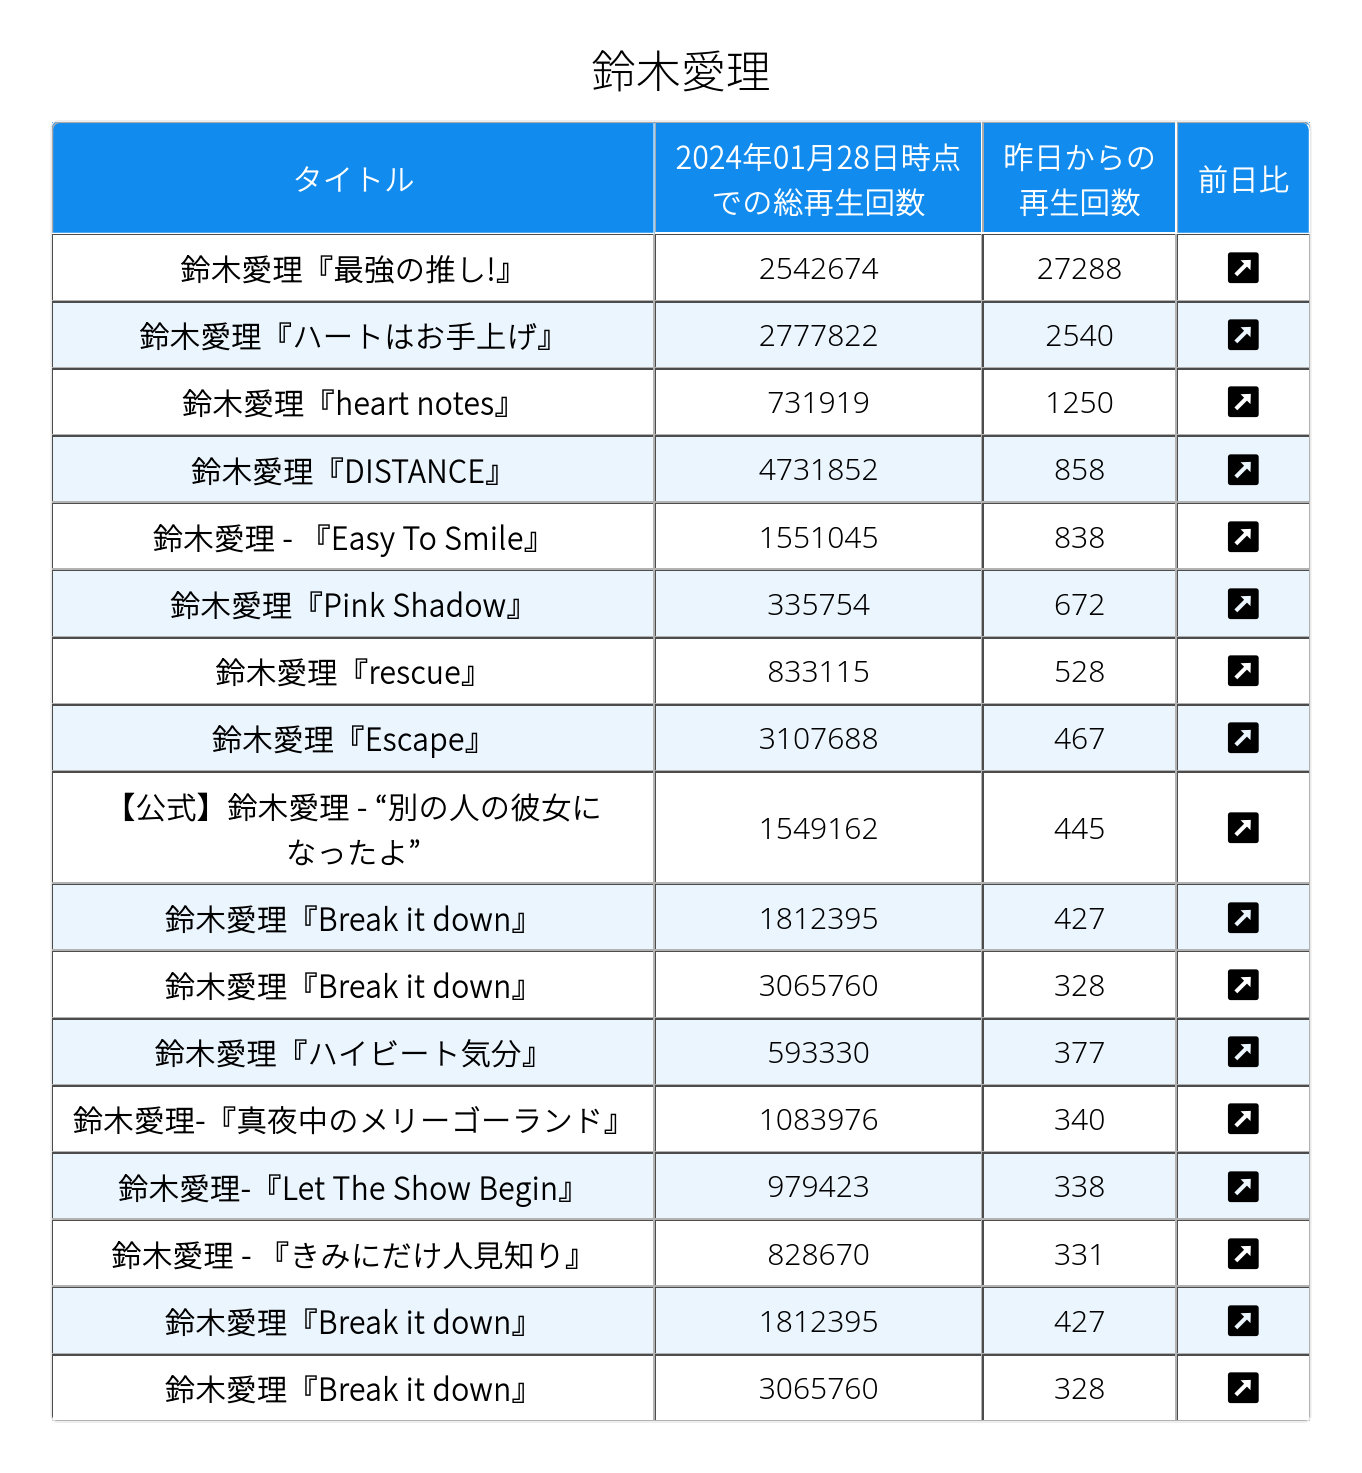 鈴木愛理
タイトル 2024年01月28日時点での総再生回数 昨日からの再生回数 前日比
鈴木愛理『最強の推し!』 2542674 27288
鈴木愛理『ハートはお手上げ』 2777822 2540
鈴木愛理『heart notes』 731919 1250
鈴木愛理『DISTANCE』 4731852 858
鈴木愛理 - 『Easy To Smile』 1551045 838
鈴木愛理『Pink Shadow』 335754 672
鈴木愛理『rescue』 833115 528
鈴木愛理『Escape』 3107688 467
【公式】鈴木愛理 - “別の人の彼女になったよ” 1549162 445
鈴木愛理『Break it down』 1812395 427
鈴木愛理『Break it down』 3065760 328
鈴木愛理『ハイビート気分』 593330 377
鈴木愛理-『真夜中のメリーゴーランド』 1083976 340
鈴木愛理-『Let The Show Begin』 979423 338
鈴木愛理 - 『きみにだけ人見知り』 828670 331
鈴木愛理『Break it down』 1812395 427
鈴木愛理『Break it down』 3065760 328